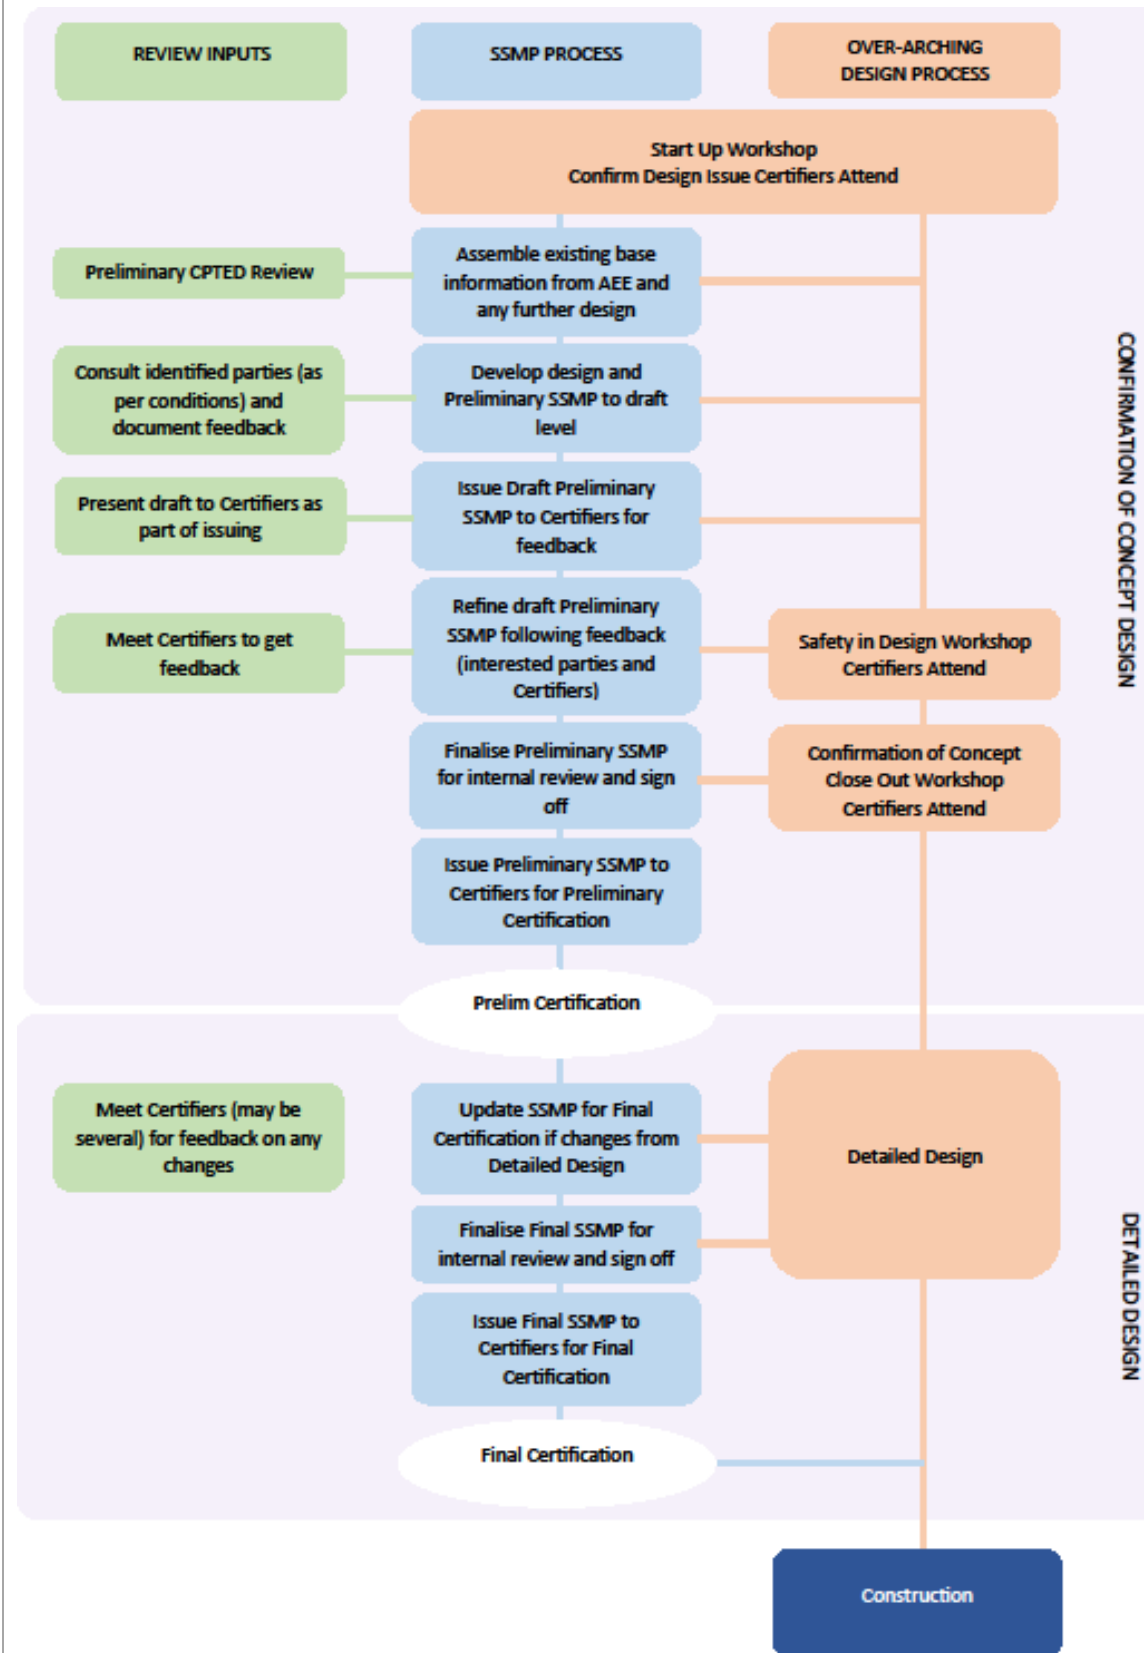 REVIEW INPUTS
SSMP PROCESS
OVER-ARCHING
DESIGN PROCESS
Start Up Workshop
Confirm Design Issue Certifiers Attend
Preliminary CPTED Review
Assemble existing base
information from AEE and
any further design
Consult identified parties (as
per conditions) and
document feedback
Develop design and
Preliminary SSMP to draft
level
Present draft to Certifiers as
part of issuing
Issue Draft Preliminary
SSMP to Certifiers for
feedback
Meet Certifiers to get
feedback
Refine draft Preliminary
SSMP following feedback
(interested parties and
Certifiers)
Safety in Design Workshop
Certifiers Attend
Finalise Preliminary SSMP
for internal review and sign
off
Confirmation of Concept
Close Out Workshop
Certifiers Attend
Issue Preliminary SSMP to
Certifiers for Preliminary
Certification
Prelim Certification
CONFIRMATION OF CONCEPT DESIGN
Meet Certifiers (may be
several) for feedback on any
changes
Update SSMP for Final
Certification if changes from
Detailed Design
Detailed Design
Finalise Final SSMP for
internal review and sign off
Issue Final SSMP to
Certifiers for Final
Certification
Final Certification
DETAILED DESIGN
Construction